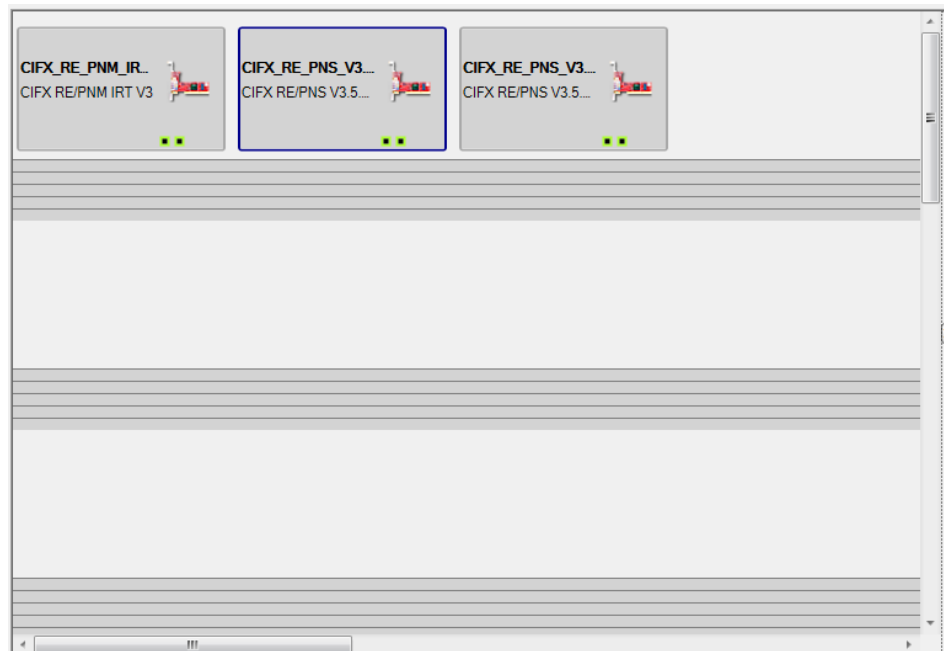 CIFX_RE_PNM_IR...
CIFX RE/PNM IRT V3
CIFX_RE_PNS_V3....
CIFX RE/PNS V3.5....
CIFX_RE_PNS_V3....
CIFX RE/PNS V3.5....